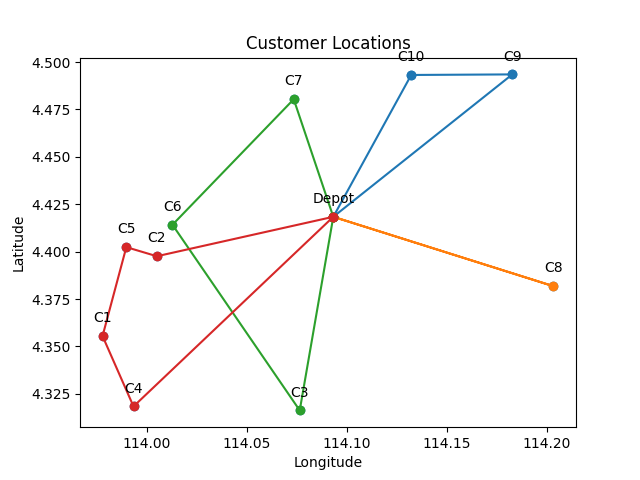 Customer Locations
4.500
4.475
4.450
4.425
4.400
4.375
4.350
4.325
Latitude
C10
C9
C7
Depot
C6
C5
C2
C8
C1
C4
C3
114.00
114.05
114.10
114.15
114.20
Longitude